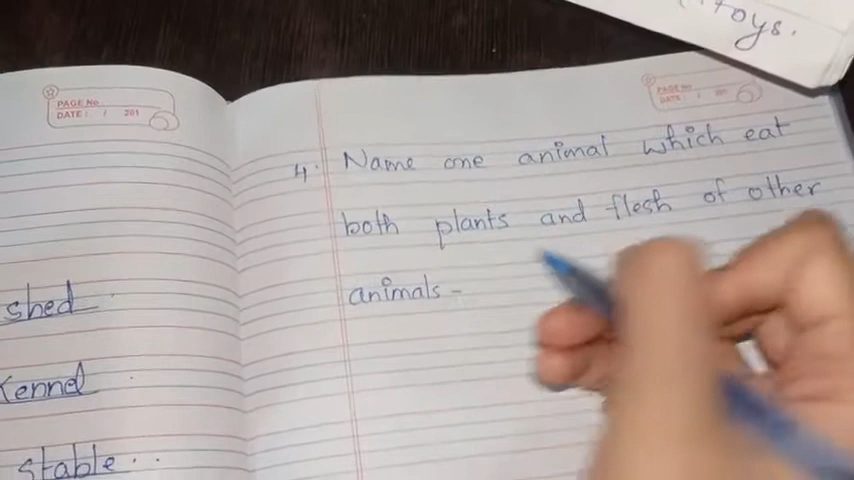 toys.
PAGE No
DATE: / / 201
shed
Kennel
stable
PAGE No
DATE: / / 201
4. Name one animal which eat
both plants and flesh of other
animals -